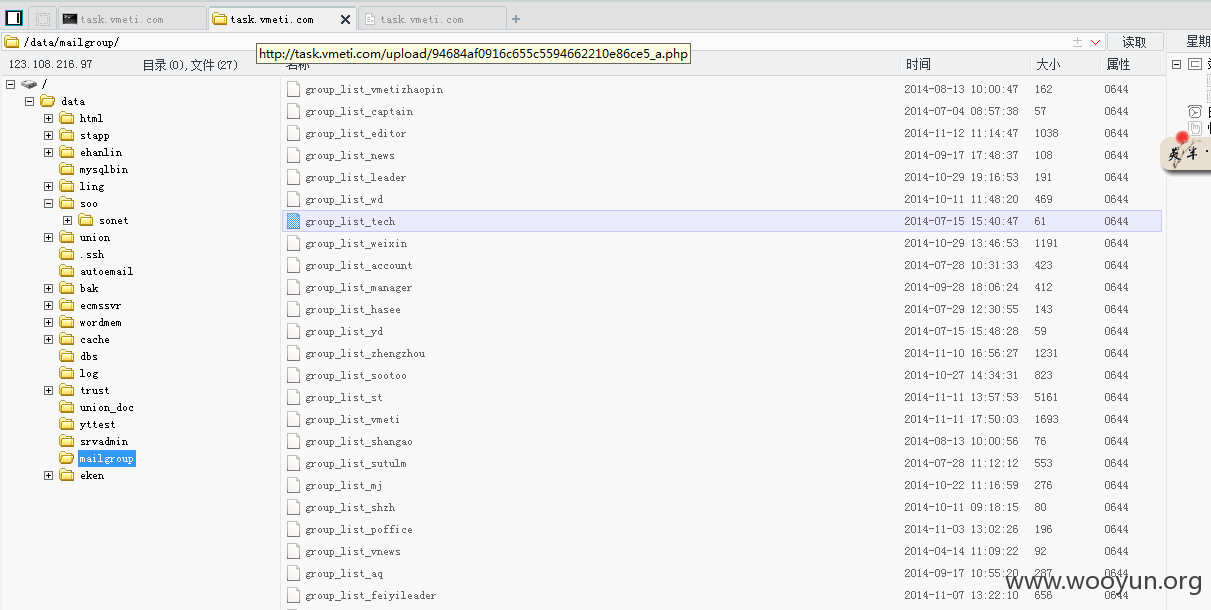 task.vmeti.com
task.vmeti.com
task.vmeti.com
/data/mailgroup/
读取
星期
http://task.vmeti.com/upload/94684af0916c655c5594662210e86ce5_a.php
123.108.216.97
目录(0),文件(27)
名称
时间
大小
属性
/
data
html
stapp
ehanlin
mysqlbin
ling
soo
sonet
union
.ssh
autoemail
bak
ecmssvr
wordmem
cache
dbs
log
trust
union_doc
yttest
srvadmin
mailgroup
eken
group_list_vmetizhaopin 2014-08-13 10:00:47 162 0644
group_list_captain 2014-07-04 08:57:38 57 0644
group_list_editor 2014-11-12 11:14:47 1038 0644
group_list_news 2014-09-17 17:48:37 108 0644
group_list_leader 2014-10-29 19:16:53 191 0644
group_list_wd 2014-10-11 11:48:20 469 0644
group_list_tech 2014-07-15 15:40:47 61 0644
group_list_weixin 2014-10-29 13:46:53 1191 0644
group_list_account 2014-07-28 10:31:33 423 0644
group_list_manager 2014-09-28 18:06:24 412 0644
group_list_hasee 2014-07-29 12:30:55 143 0644
group_list_yd 2014-07-15 15:48:28 59 0644
group_list_zhengzhou 2014-11-10 16:56:27 1231 0644
group_list_sootoo 2014-10-27 14:34:31 823 0644
group_list_st 2014-11-11 13:57:53 5161 0644
group_list_vmeti 2014-11-11 17:50:03 1693 0644
group_list_shangao 2014-08-13 10:00:56 76 0644
group_list_sutulm 2014-07-28 11:12:12 553 0644
group_list_mj 2014-10-22 11:16:59 276 0644
group_list_shzh 2014-10-11 09:18:15 80 0644
group_list_poffice 2014-11-03 13:02:26 196 0644
group_list_vnews 2014-04-14 11:09:22 92 0644
group_list_aq 2014-09-17 10:55:20 287 0644
group_list_feiyileader 2014-11-07 13:22:10 656 0644
www.wooyun.org